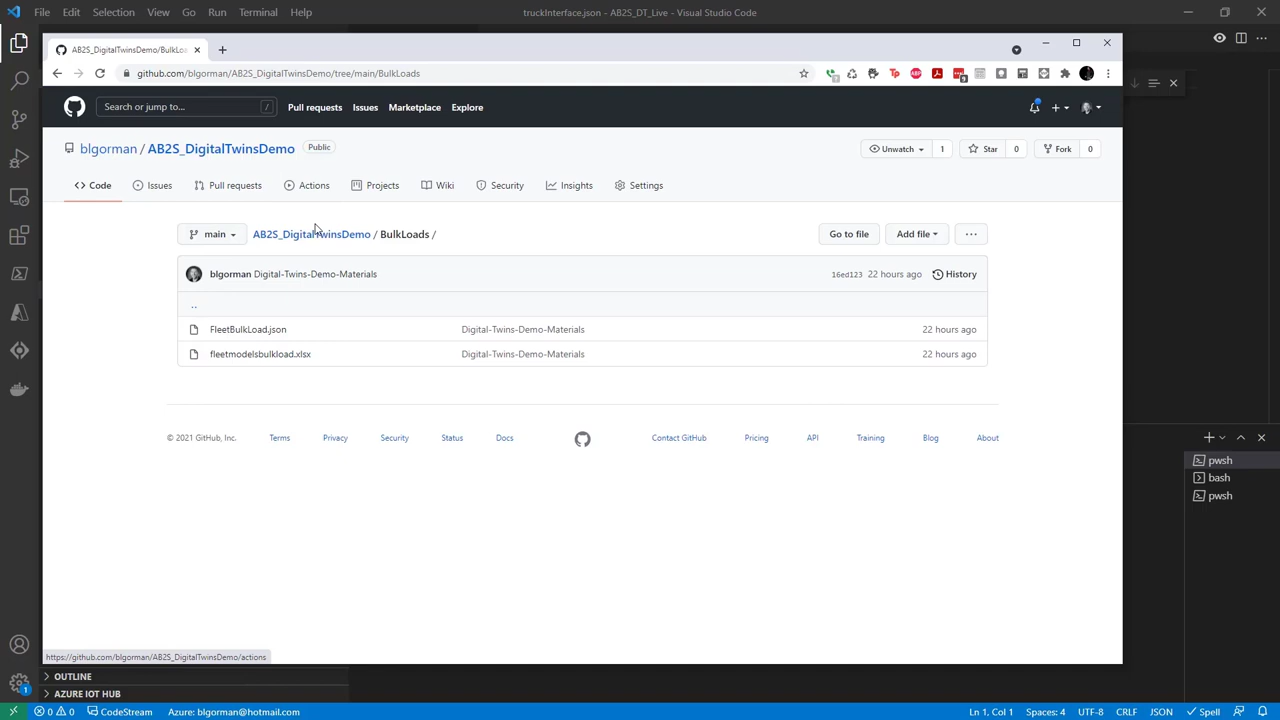 File Edit Selection View Go Run Terminal Help
truckInterface.json - AB2S_DT_Live - Visual Studio Code
AB2S_DigitalTwinsDemo/BulkLoa
github.com/blgorman/AB2S_DigitalTwinsDemo/tree/main/BulkLoads
Search or jump to... /
Pull requests Issues Marketplace Explore
blgorman / AB2S_DigitalTwinsDemo Public
Unwatch 1 Star 0 Fork 0
Code Issues Pull requests Actions Projects Wiki Security Insights Settings
main AB2S_DigitalTwinsDemo / BulkLoads /
Go to file Add file ...
blgorman Digital-Twins-Demo-Materials 16ed123 22 hours ago History
..
FleetBulkLoad.json Digital-Twins-Demo-Materials 22 hours ago
fleetmodelsbulkload.xlsx Digital-Twins-Demo-Materials 22 hours ago
© 2021 GitHub, Inc. Terms Privacy Security Status Docs Contact GitHub Pricing API Training Blog About
pwsh
bash
pwsh
https://github.com/blgorman/AB2S_DigitalTwinsDemo/actions
OUTLINE
AZURE IOT HUB
0 0 CodeStream Azure: blgorman@hotmail.com Ln 1, Col 1 Spaces: 4 UTF-8 CRLF JSON Spell